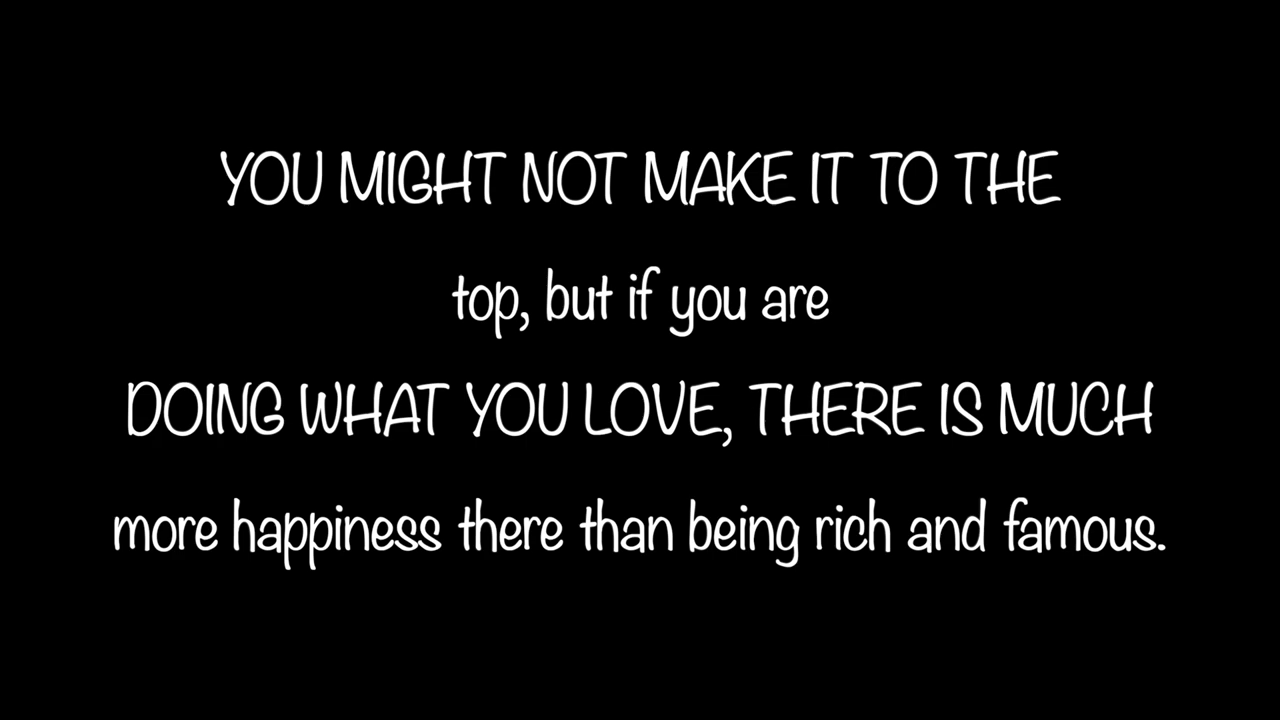 YOU MIGHT NOT MAKE IT TO THE
top, but if you are
DOING WHAT YOU LOVE, THERE IS MUCH
more happiness there than being rich and famous.